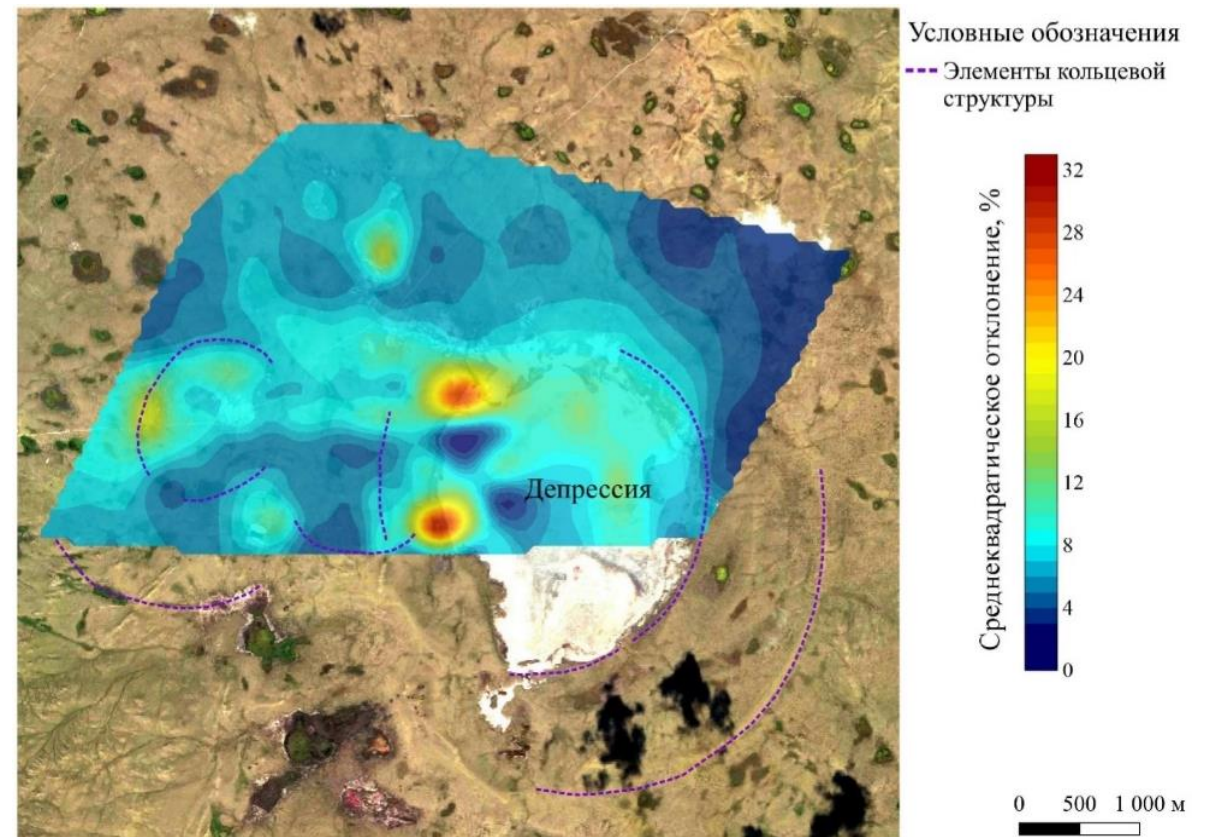 Условные обозначения
Элементы кольцевой
структуры
Среднеквадратическое отклонение, %
32
28
24
20
16
12
8
4
0
Депрессия
0 500 1 000 м